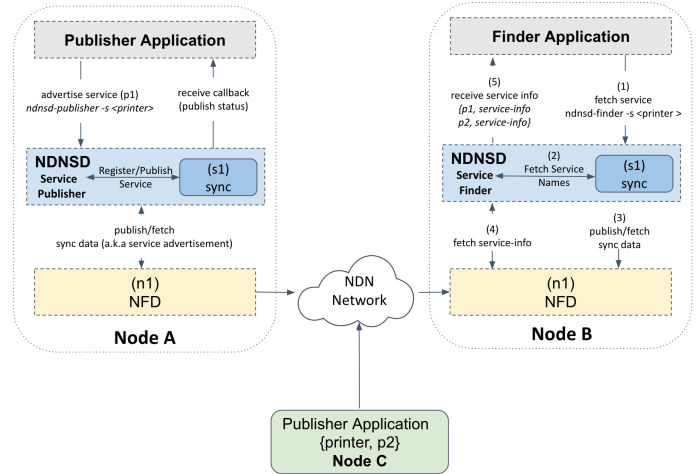 Publisher Application
advertise service (p1)
ndnsd-publisher -s <printer>
receive callback
(publish status)
NDNSD
Service
Publisher
Register/Publish
Service
(s1)
sync
publish/fetch
sync data (a.k.a service advertisement)
(n1)
NFD
Node A
NDN
Network
Finder Application
(5)
receive service info
{p1, service-info
p2, service-info}
(1)
fetch service
ndnsd-finder -s <printer >
NDNSD
Service
Finder
(2)
Fetch Service
Names
(s1)
sync
(4)
fetch service-info
(3)
publish/fetch
sync data
(n1)
NFD
Node B
Publisher Application
{printer, p2}
Node C